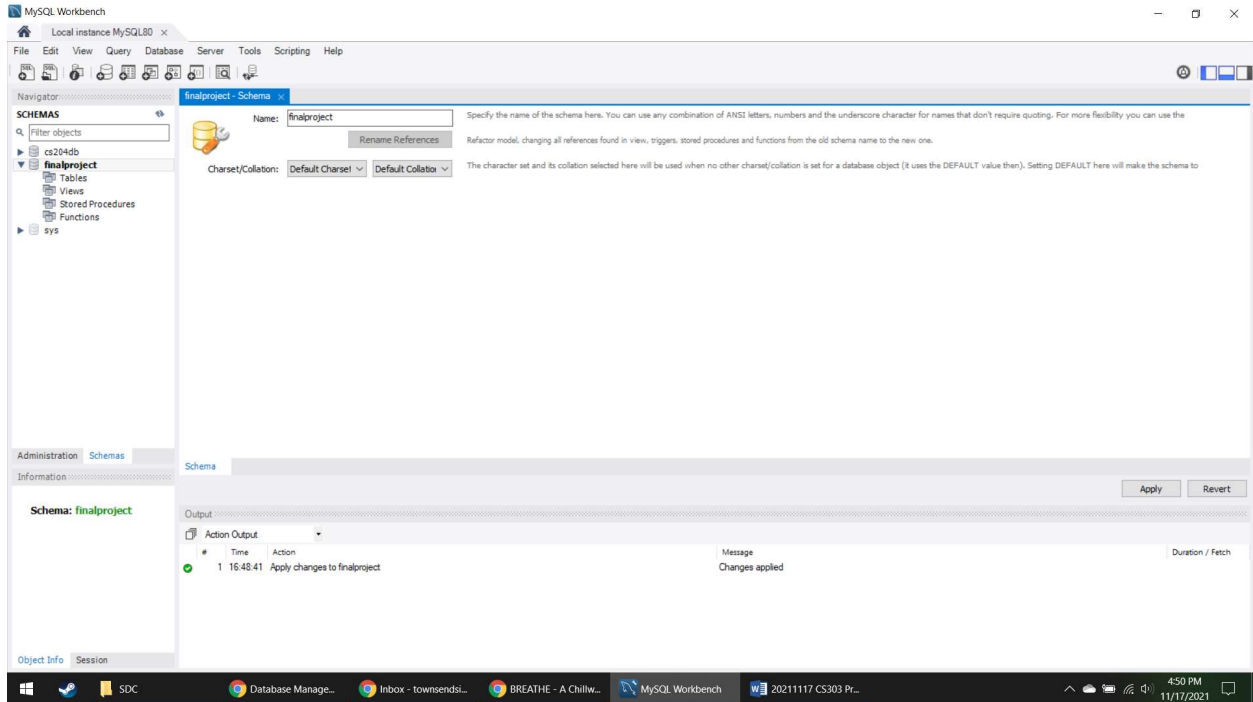 MySQL Workbench
Local instance MySQL80
File Edit View Query Database Server Tools Scripting Help
Navigator
finalproject - Schema
SCHEMAS
Filter objects
cs204db
finalproject
Tables
Views
Stored Procedures
Functions
sys
Name: finalproject
Specify the name of the schema here. You can use any combination of ANSI letters, numbers and the underscore character for names that don't require quoting. For more flexibility you can use the
Rename References
Refactor model, changing all references found in view, triggers, stored procedures and functions from the old schema name to the new one.
Charset/Collation: Default Charset Default Collation
The character set and its collation selected here will be used when no other charset/collation is set for a database object (it uses the DEFAULT value then). Setting DEFAULT here will make the schema to
Administration Schemas
Schema
Information
Apply Revert
Schema: finalproject
Output
Action Output
# Time Action Message Duration / Fetch
1 16:48:41 Apply changes to finalproject Changes applied
Object Info Session
SDC Database Manage... Inbox - townsendsi... BREATHE - A Chillw... MySQL Workbench 20211117 CS303 Pr...
4:50 PM
11/17/2021